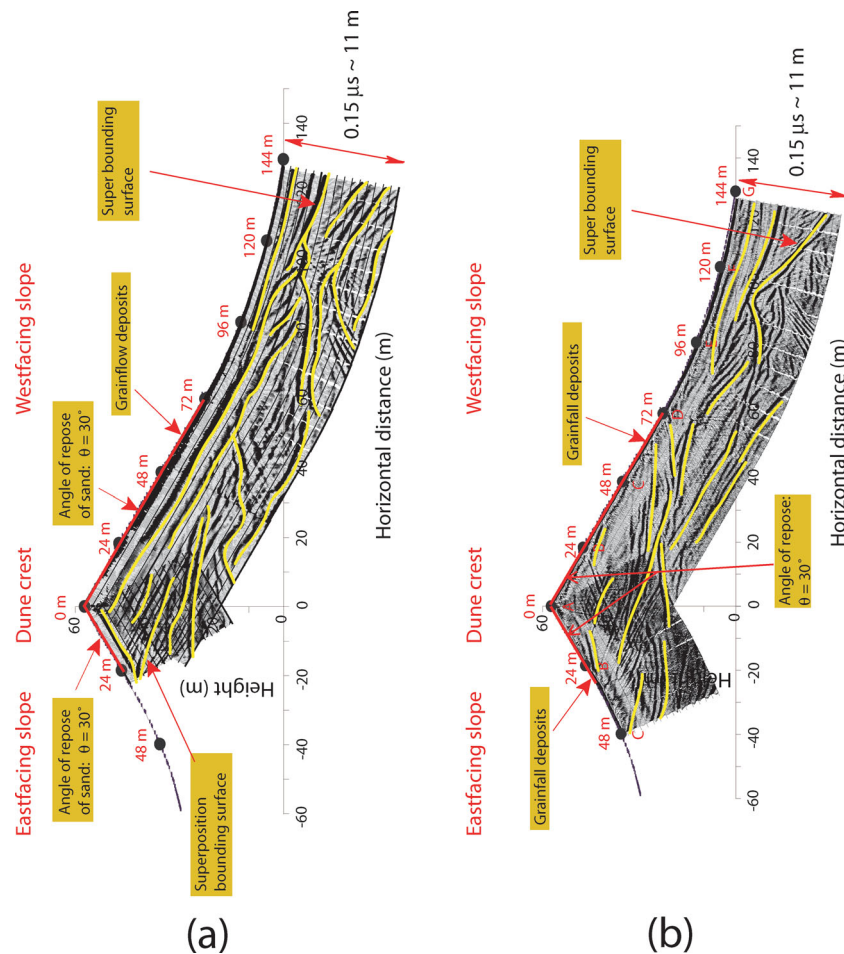 (a)
Eastfacing slope
Dune crest
Westfacing slope
Angle of repose
of sand: θ = 30°
Angle of repose
of sand: θ = 30°
Grainflow deposits
Super bounding
surface
Superposition
bounding surface
48 m
24 m
0 m
24 m
48 m
72 m
96 m
120 m
144 m
60
Height (m)
0.15 µs ~ 11 m
-60
-40
-20
0
20
40
60
80
100
120
140
Horizontal distance (m)
(b)
Eastfacing slope
Dune crest
Westfacing slope
Grainfall deposits
Grainfall deposits
Super bounding
surface
Angle of repose:
θ = 30°
48 m
24 m
0 m
24 m
48 m
72 m
96 m
120 m
144 m
C
B
A
C
D
G
60
0.15 µs ~ 11 m
-60
-40
-20
0
20
40
60
80
120
140
Horizontal distance (m)